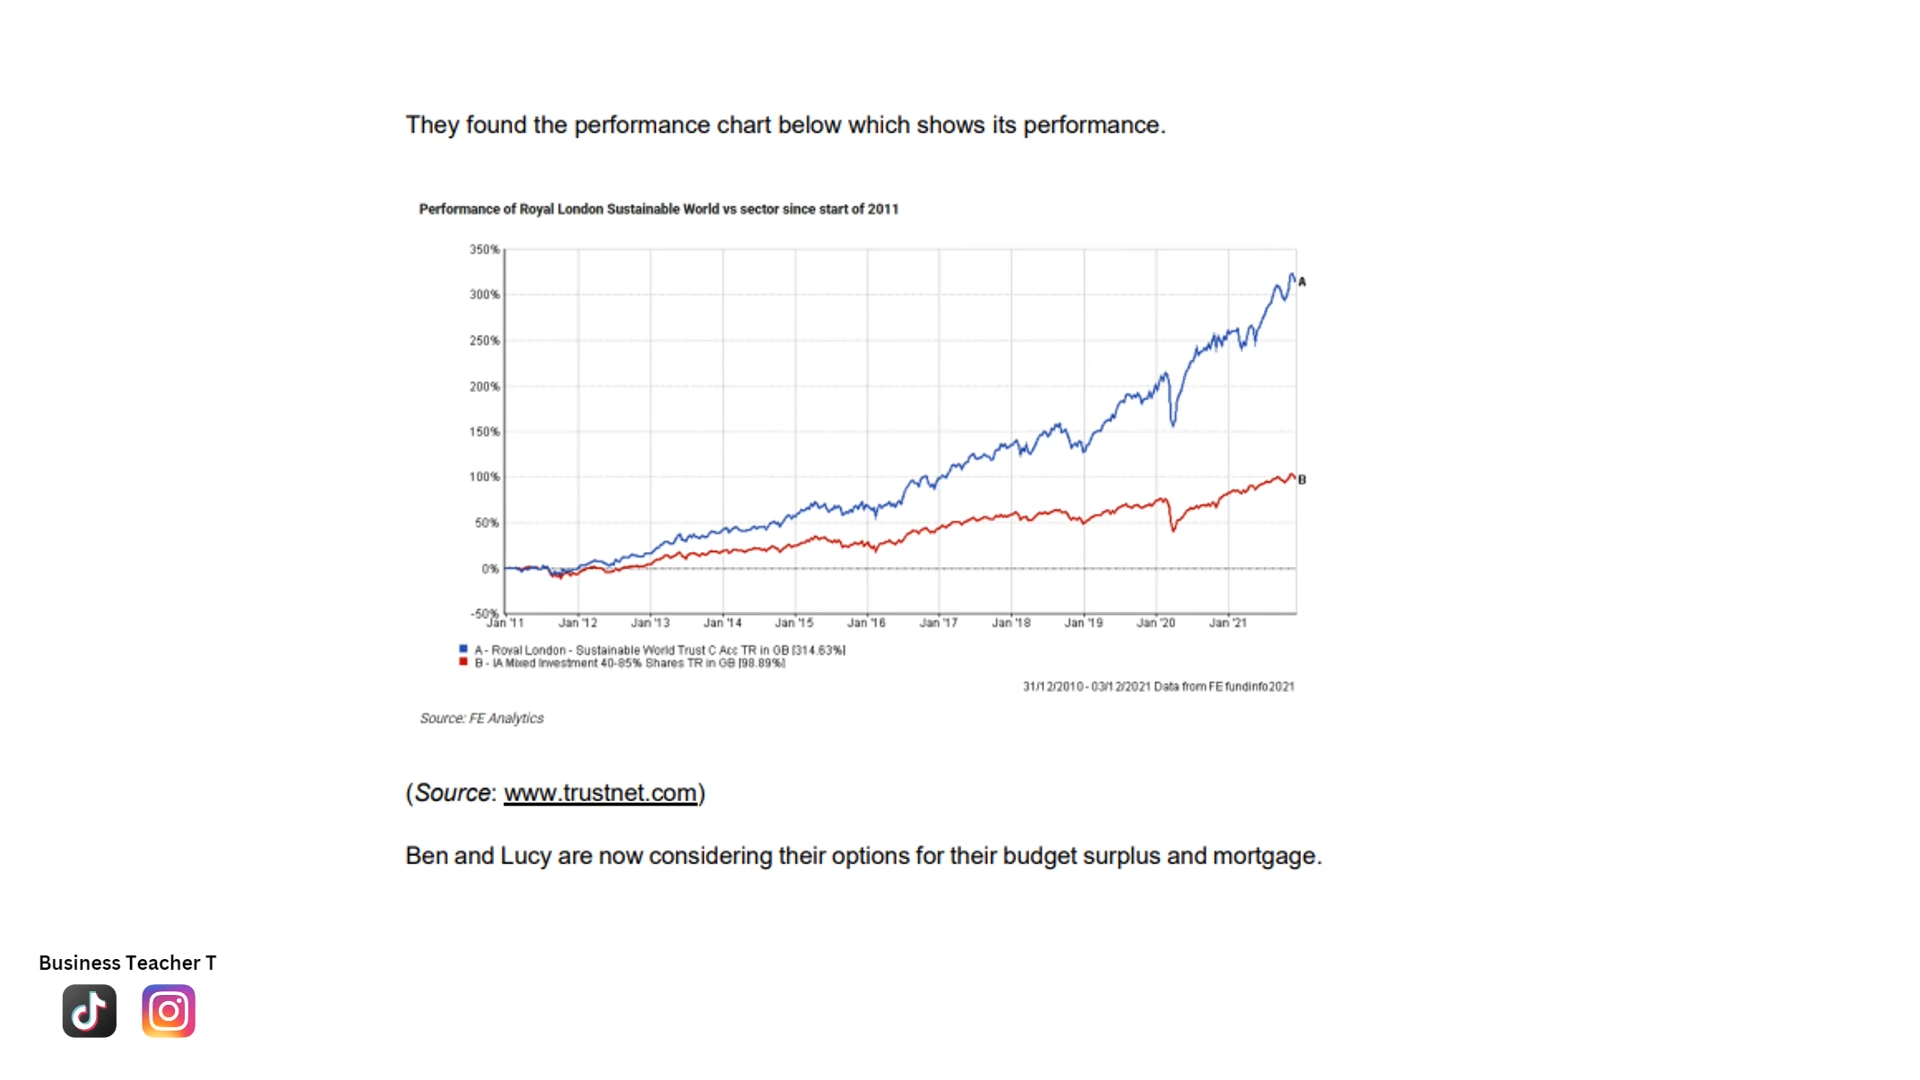 They found the performance chart below which shows its performance.
Performance of Royal London Sustainable World vs sector since start of 2011
350%
300%
250%
200%
150%
100%
50%
0%
-50%
A
B
Jan '11 Jan '12 Jan '13 Jan '14 Jan '15 Jan '16 Jan '17 Jan '18 Jan '19 Jan '20 Jan '21
A - Royal London - Sustainable World Trust C Acc TR in GB [314.63%]
B - IA Mixed Investment 40-85% Shares TR in GB [98.89%]
31/12/2010 - 03/12/2021 Data from FE fundinfo2021
Source: FE Analytics
(Source: www.trustnet.com)
Ben and Lucy are now considering their options for their budget surplus and mortgage.
Business Teacher T